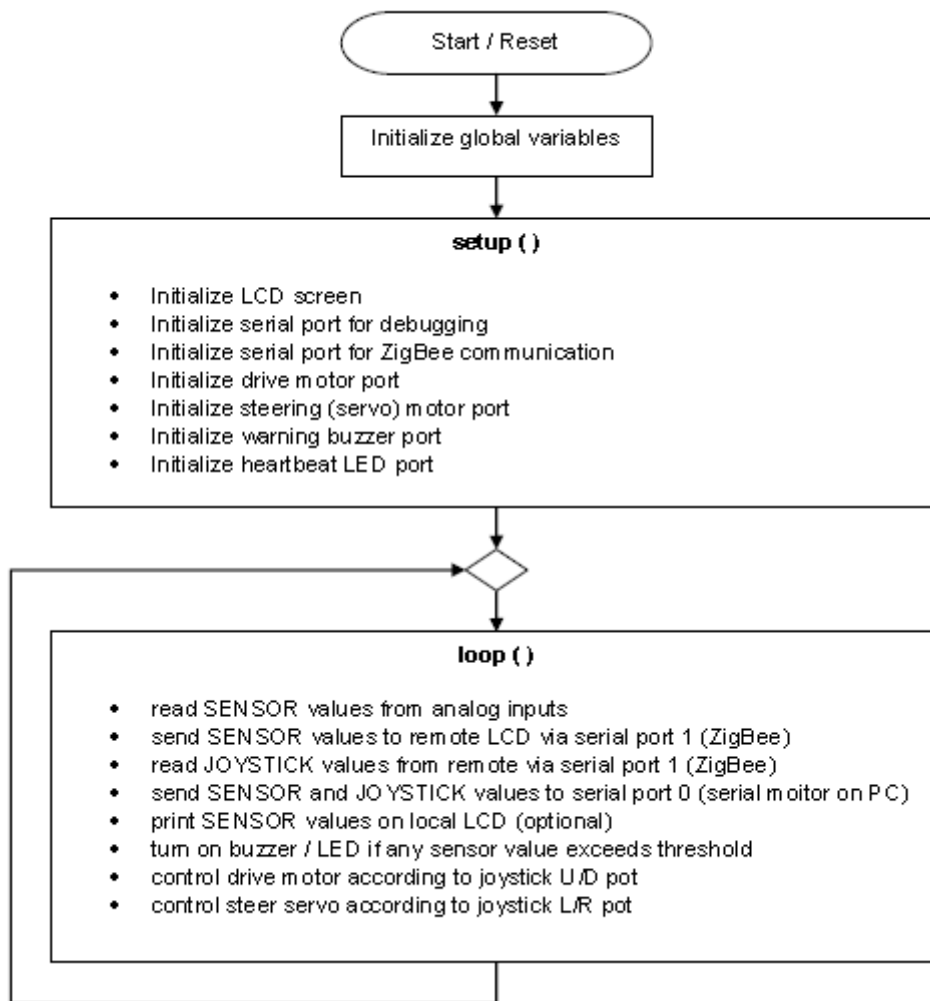 Start / Reset
Initialize global variables
setup ( )
• Initialize LCD screen
• Initialize serial port for debugging
• Initialize serial port for ZigBee communication
• Initialize drive motor port
• Initialize steering (servo) motor port
• Initialize warning buzzer port
• Initialize heartbeat LED port
loop ( )
• read SENSOR values from analog inputs
• send SENSOR values to remote LCD via serial port 1 (ZigBee)
• read JOYSTICK values from remote via serial port 1 (ZigBee)
• send SENSOR and JOYSTICK values to serial port 0 (serial moitor on PC)
• print SENSOR values on local LCD (optional)
• turn on buzzer / LED if any sensor value exceeds threshold
• control drive motor according to joystick U/D pot
• control steer servo according to joystick L/R pot